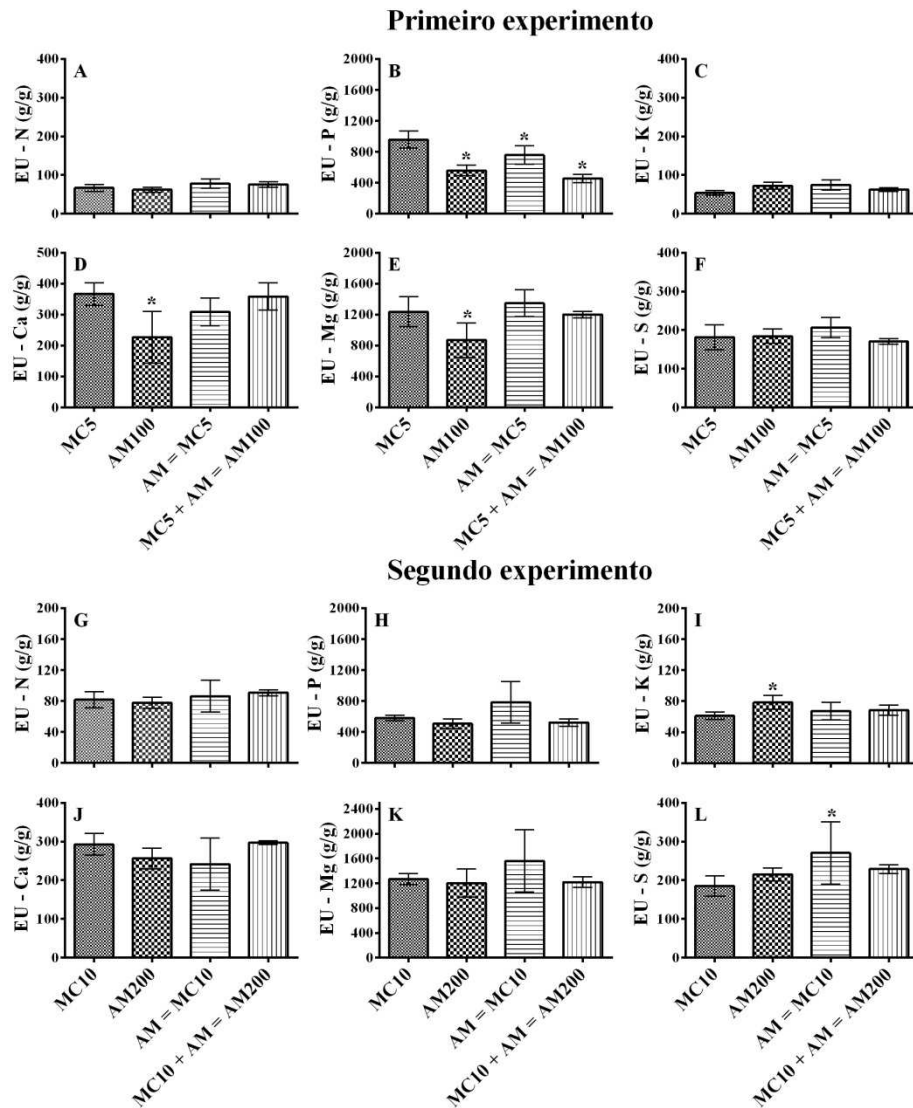 Primeiro experimento
A
EU - N (g/g)
400
300
200
100
0
B
EU - P (g/g)
2000
1600
1200
800
400
0
*
*
*
C
EU - K (g/g)
400
300
200
100
0
D
EU - Ca (g/g)
500
400
300
200
100
0
*
MC5
AM100
AM = MC5
MC5 + AM = AM100
E
EU - Mg (g/g)
2000
1600
1200
800
400
0
*
MC5
AM100
AM = MC5
MC5 + AM = AM100
F
EU - S (g/g)
400
300
200
100
0
MC5
AM100
AM = MC5
MC5 + AM = AM100
Segundo experimento
G
EU - N (g/g)
200
160
120
80
40
0
H
EU - P (g/g)
2000
1600
1200
800
400
0
I
EU - K (g/g)
200
160
120
80
40
0
*
J
EU - Ca (g/g)
400
300
200
100
0
MC10
AM200
AM = MC10
MC10 + AM = AM200
K
EU - Mg (g/g)
2400
2000
1600
1200
800
400
0
MC10
AM200
AM = MC10
MC10 + AM = AM200
L
EU - S (g/g)
400
300
200
100
0
*
MC10
AM200
AM = MC10
MC10 + AM = AM200